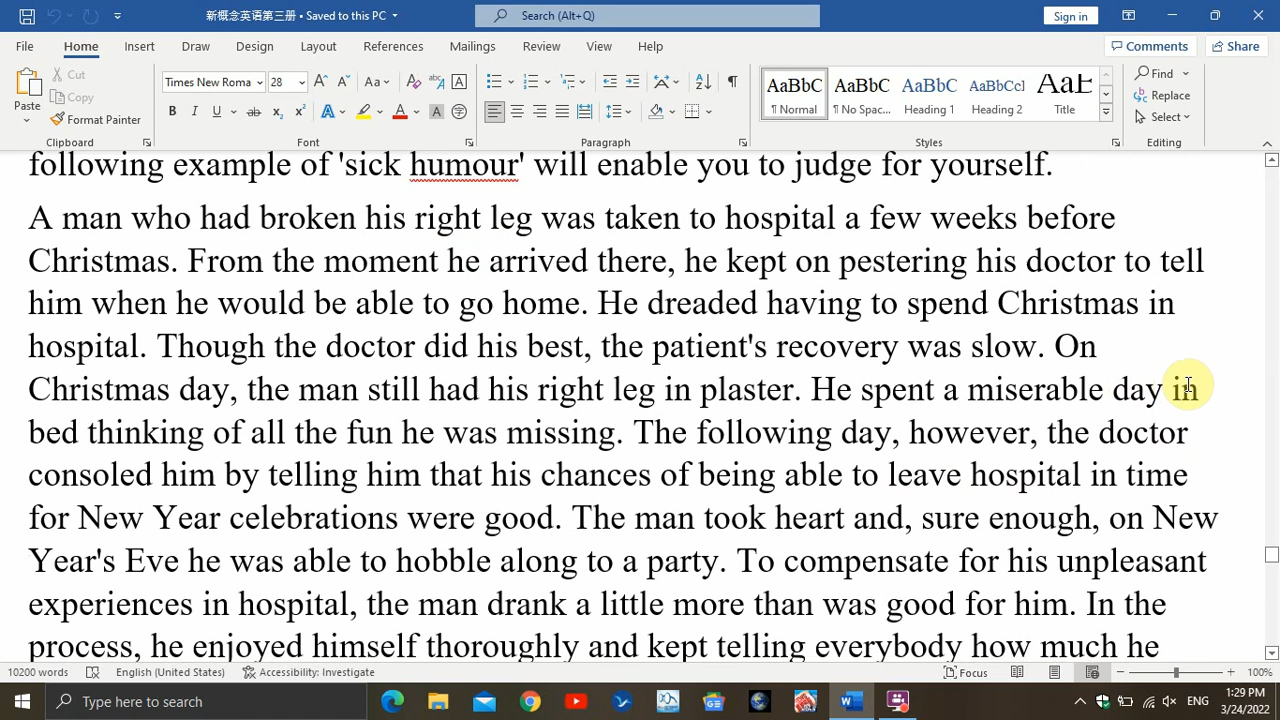 新概念英语第三册 • Saved to this PC
Search (Alt+Q)
Sign in
File Home Insert Draw Design Layout References Mailings Review View Help
Comments Share
Paste
Cut
Copy
Format Painter
Clipboard
Times New Roma 28
Font
Paragraph
AaBbC AaBbC AaBbC AaBbCcI AaB
¶ Normal ¶ No Spac... Heading 1 Heading 2 Title
Styles
Find
Replace
Select
Editing
following example of 'sick humour' will enable you to judge for yourself.
A man who had broken his right leg was taken to hospital a few weeks before
Christmas. From the moment he arrived there, he kept on pestering his doctor to tell
him when he would be able to go home. He dreaded having to spend Christmas in
hospital. Though the doctor did his best, the patient's recovery was slow. On
Christmas day, the man still had his right leg in plaster. He spent a miserable day in
bed thinking of all the fun he was missing. The following day, however, the doctor
consoled him by telling him that his chances of being able to leave hospital in time
for New Year celebrations were good. The man took heart and, sure enough, on New
Year's Eve he was able to hobble along to a party. To compensate for his unpleasant
experiences in hospital, the man drank a little more than was good for him. In the
process, he enjoyed himself thoroughly and kept telling everybody how much he
10200 words English (United States) Accessibility: Investigate Focus 100%
Type here to search
ENG
1:29 PM
3/24/2022